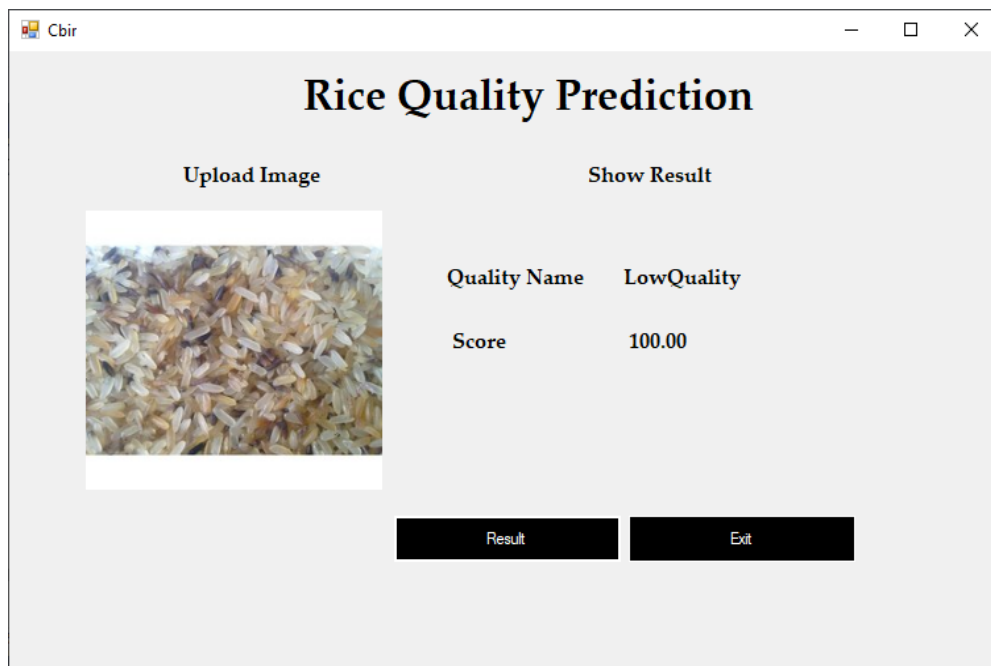 Cbir
Rice Quality Prediction
Upload Image
Show Result
Quality Name LowQuality
Score 100.00
Result
Exit